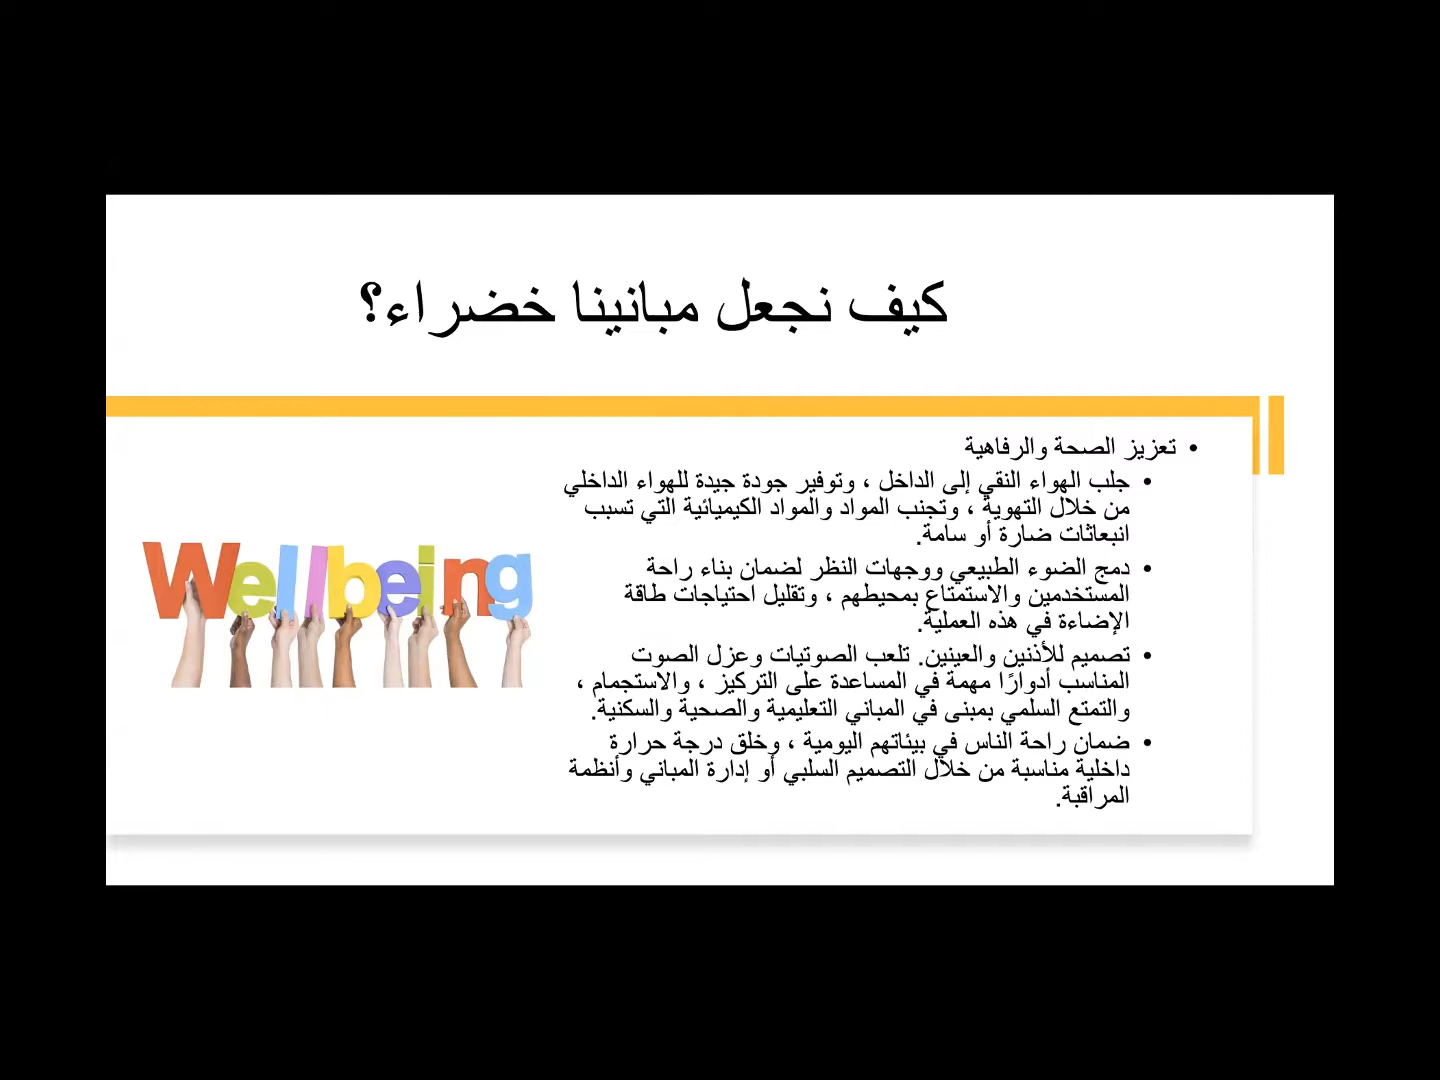 كيف نجعل مبانينا خضراء؟
• تعزيز الصحة والرفاهية
• جلب الهواء النقي إلى الداخل ، وتوفير جودة جيدة للهواء الداخلي
من خلال التهوية ، وتجنب المواد والمواد الكيميائية التي تسبب
انبعاثات ضارة أو سامة.
• دمج الضوء الطبيعي ووجهات النظر لضمان بناء راحة
المستخدمين والاستمتاع بمحيطهم ، وتقليل احتياجات طاقة
الإضاءة في هذه العملية.
• تصميم للأذنين والعينين. تلعب الصوتيات وعزل الصوت
المناسب أدوارًا مهمة في المساعدة على التركيز ، والاستجمام ،
والتمتع السلمي بمبنى في المباني التعليمية والصحية والسكنية.
• ضمان راحة الناس في بيئاتهم اليومية ، وخلق درجة حرارة
داخلية مناسبة من خلال التصميم السلبي أو إدارة المباني وأنظمة
المراقبة.
Wellbeing